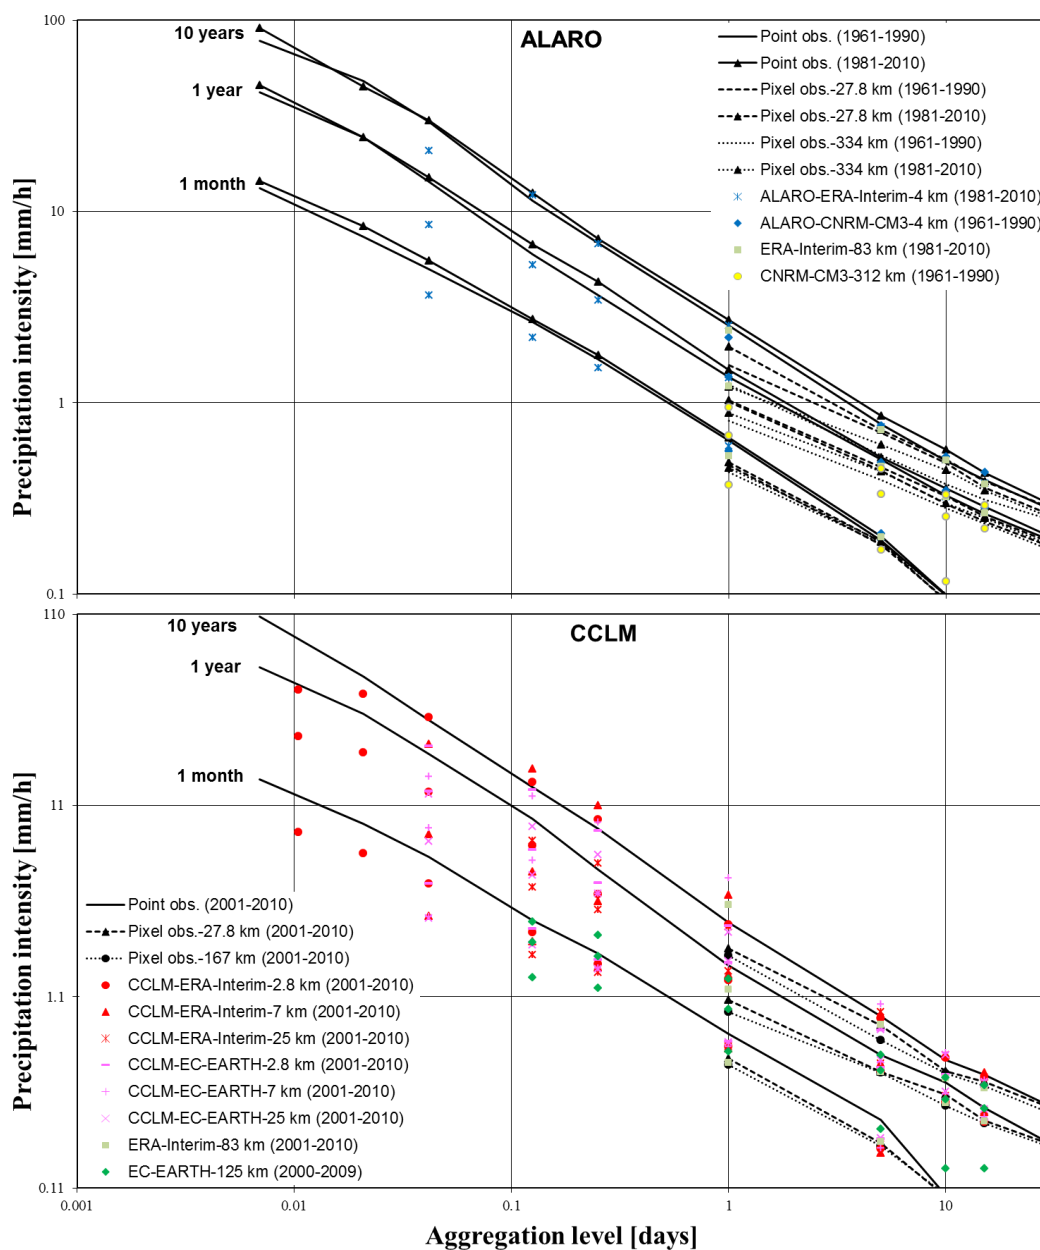 100
10
1
0.1
Precipitation intensity [mm/h]
ALARO
10 years
1 year
1 month
Point obs. (1961-1990)
Point obs. (1981-2010)
Pixel obs.-27.8 km (1961-1990)
Pixel obs.-27.8 km (1981-2010)
Pixel obs.-334 km (1961-1990)
Pixel obs.-334 km (1981-2010)
ALARO-ERA-Interim-4 km (1981-2010)
ALARO-CNRM-CM3-4 km (1961-1990)
ERA-Interim-83 km (1981-2010)
CNRM-CM3-312 km (1961-1990)
110
11
1.1
0.11
Precipitation intensity [mm/h]
CCLM
10 years
1 year
1 month
Point obs. (2001-2010)
Pixel obs.-27.8 km (2001-2010)
Pixel obs.-167 km (2001-2010)
CCLM-ERA-Interim-2.8 km (2001-2010)
CCLM-ERA-Interim-7 km (2001-2010)
CCLM-ERA-Interim-25 km (2001-2010)
CCLM-EC-EARTH-2.8 km (2001-2010)
CCLM-EC-EARTH-7 km (2001-2010)
CCLM-EC-EARTH-25 km (2001-2010)
ERA-Interim-83 km (2001-2010)
EC-EARTH-125 km (2000-2009)
0.001 0.01 0.1 1 10
Aggregation level [days]